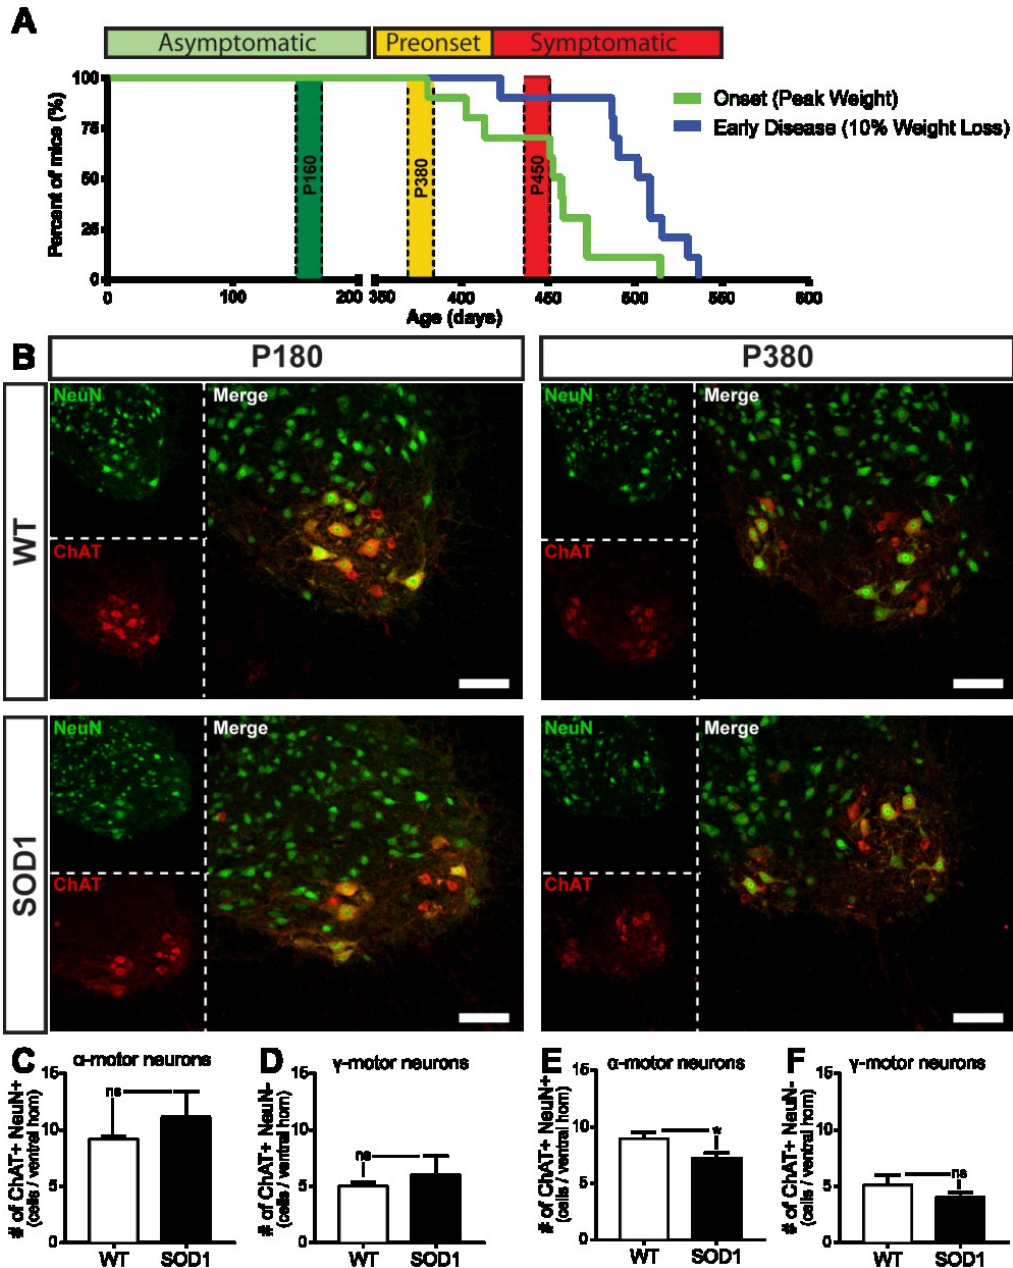 A
Asymptomatic
Preonset
Symptomatic
Percent of mice (%)
100
75
50
25
0
P160
P380
P450
Onset (Peak Weight)
Early Disease (10% Weight Loss)
0
100
200
350
400
450
500
550
600
Age (days)
B
P180
P380
WT
NeuN
Merge
ChAT
NeuN
Merge
ChAT
SOD1
NeuN
Merge
ChAT
NeuN
Merge
ChAT
C
α-motor neurons
# of ChAT+ NeuN+
(cells / ventral horn)
15
10
5
0
ns
WT
SOD1
D
γ-motor neurons
# of ChAT+ NeuN-
(cells / ventral horn)
15
10
5
0
ns
WT
SOD1
E
α-motor neurons
# of ChAT+ NeuN+
(cells / ventral horn)
15
10
5
0
*
WT
SOD1
F
γ-motor neurons
# of ChAT+ NeuN-
(cells / ventral horn)
15
10
5
0
ns
WT
SOD1